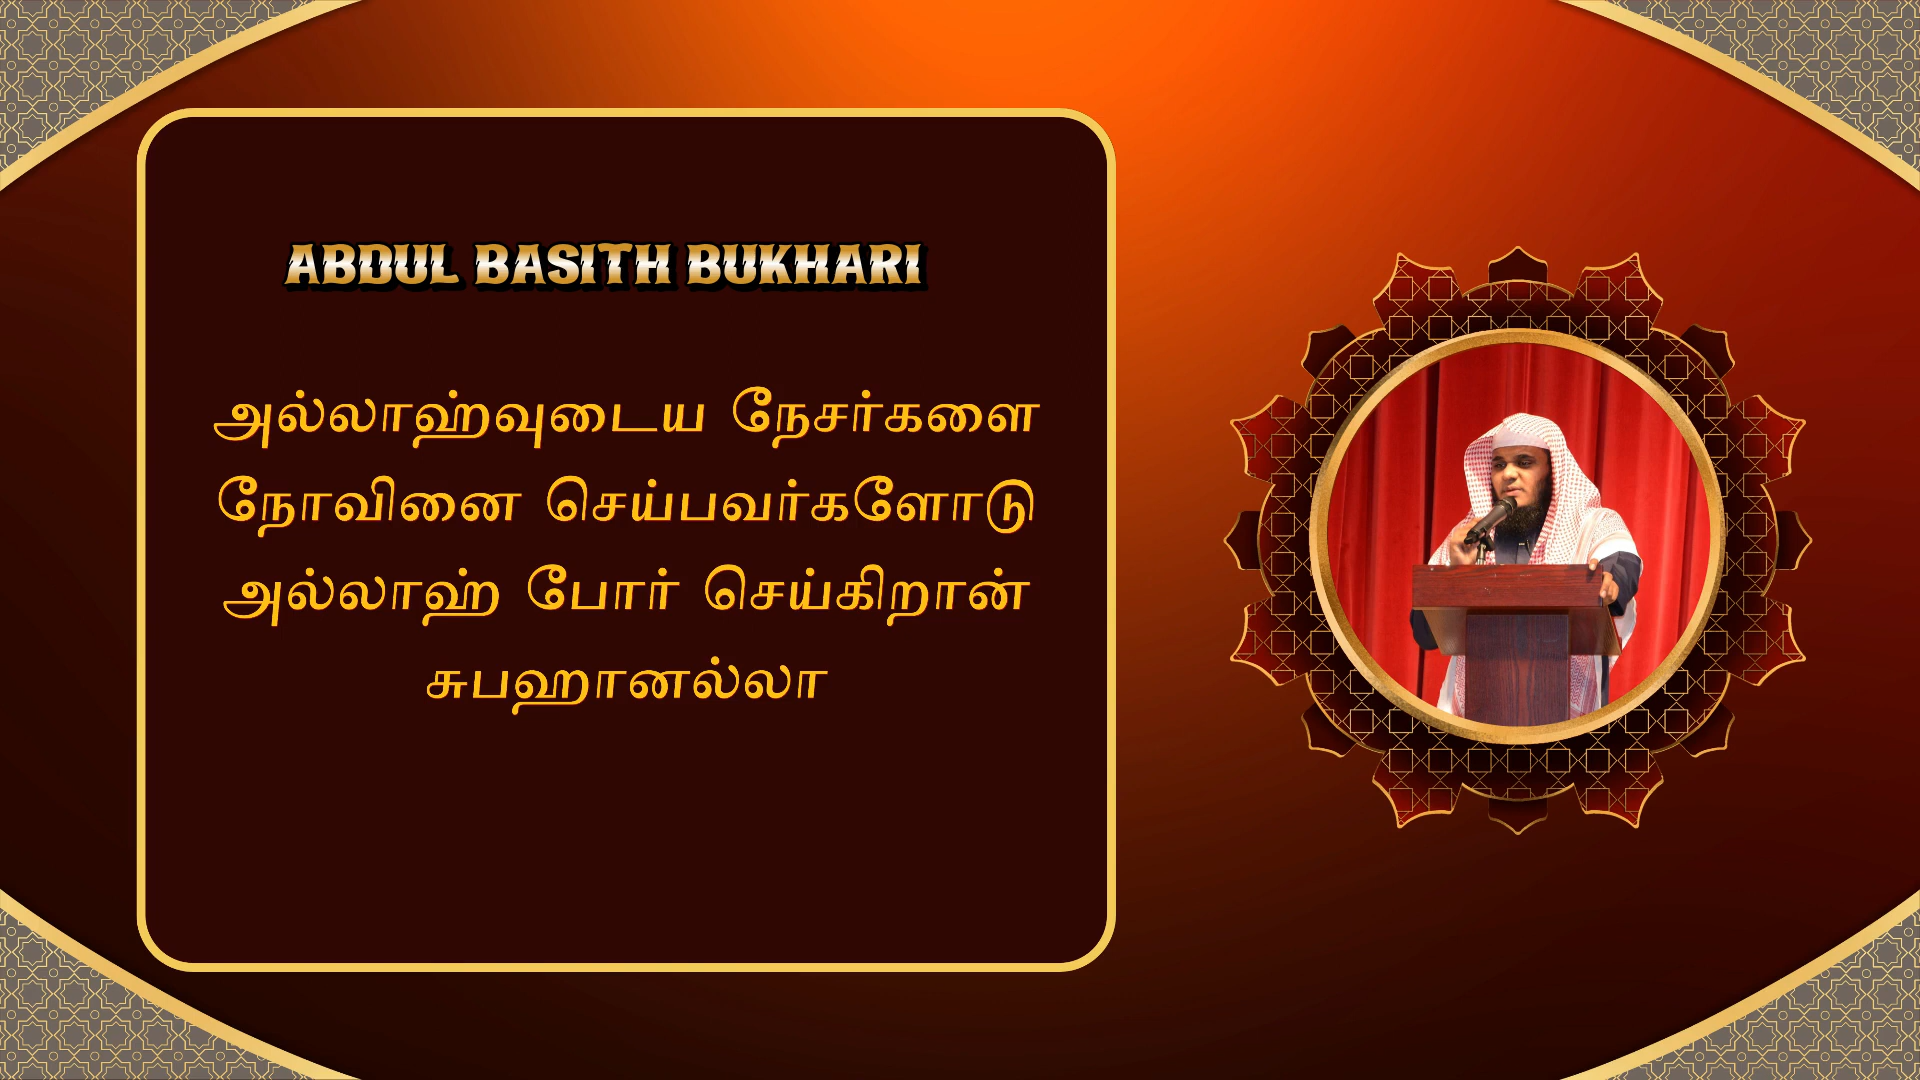 ABDUL BASITH BUKHARI
அல்லாஹ்வுடைய நேசர்களை
நோவினை செய்பவர்களோடு
அல்லாஹ் போர் செய்கிறான்
சுபஹானல்லா